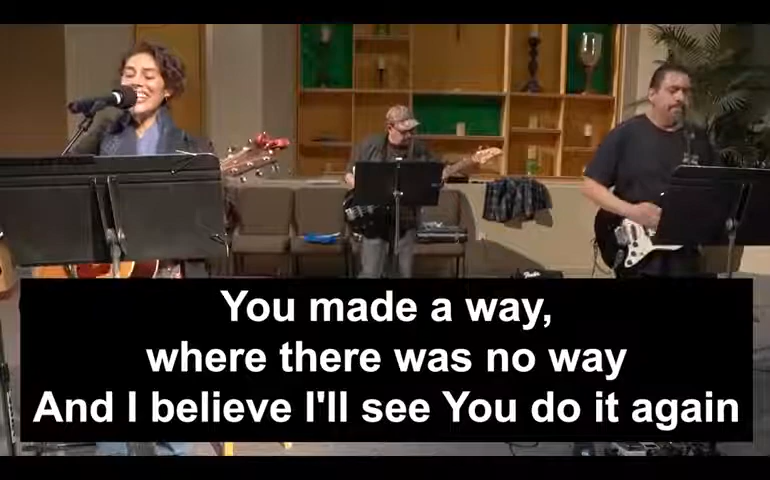 You made a way,
where there was no way
And I believe I'll see You do it again